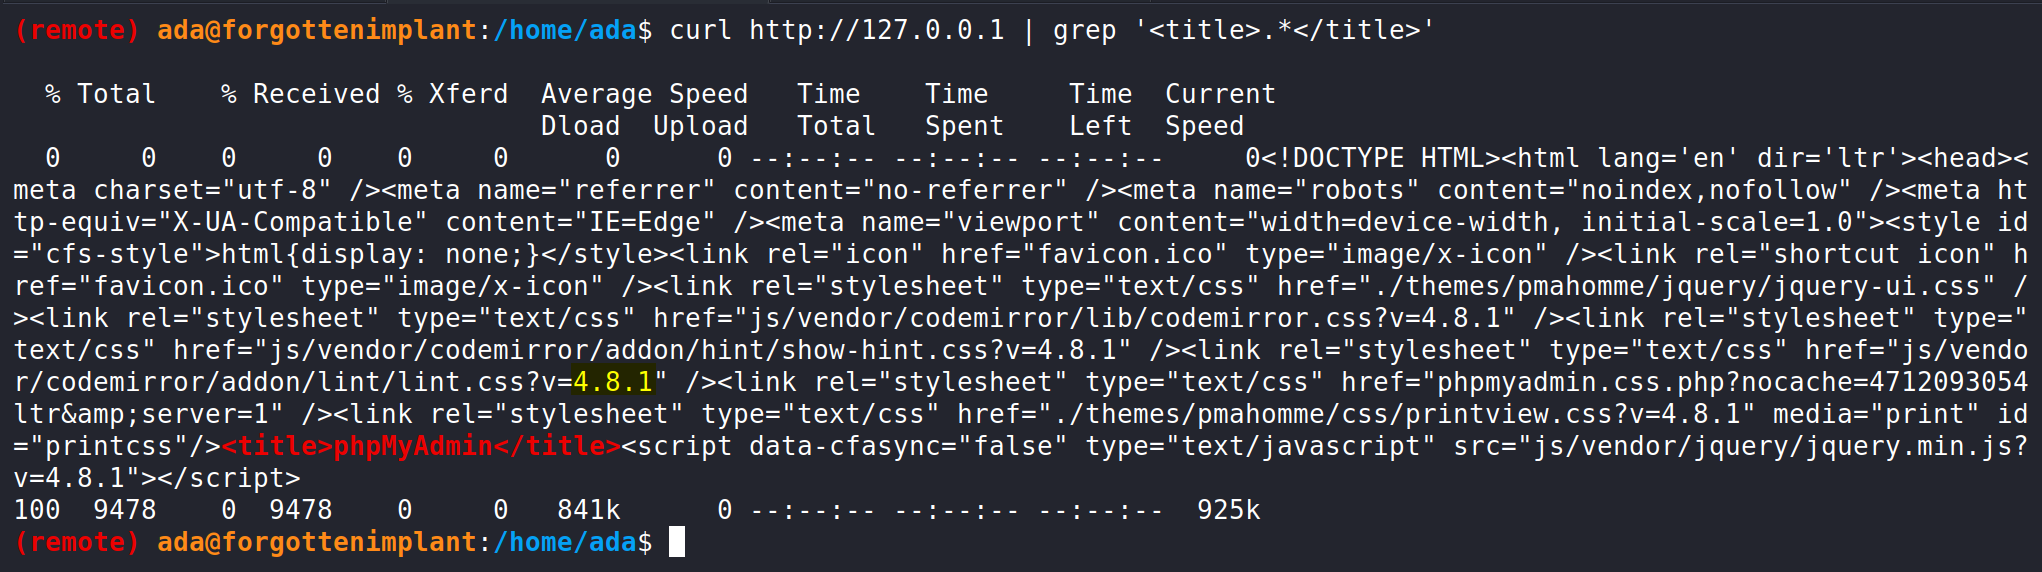 (remote) ada@forgottenimplant:/home/ada$ curl http://127.0.0.1 | grep '<title>.*</title>'
  % Total    % Received % Xferd  Average Speed   Time    Time     Time  Current
                                 Dload  Upload   Total   Spent    Left  Speed
  0     0    0     0    0     0      0      0 --:--:-- --:--:-- --:--:--     0<!DOCTYPE HTML><html lang='en' dir='ltr'><head><
meta charset="utf-8" /><meta name="referrer" content="no-referrer" /><meta name="robots" content="noindex,nofollow" /><meta ht
tp-equiv="X-UA-Compatible" content="IE=Edge" /><meta name="viewport" content="width=device-width, initial-scale=1.0"><style id
="cfs-style">html{display: none;}</style><link rel="icon" href="favicon.ico" type="image/x-icon" /><link rel="shortcut icon" h
ref="favicon.ico" type="image/x-icon" /><link rel="stylesheet" type="text/css" href="./themes/pmahomme/jquery/jquery-ui.css" /
><link rel="stylesheet" type="text/css" href="js/vendor/codemirror/lib/codemirror.css?v=4.8.1" /><link rel="stylesheet" type="
text/css" href="js/vendor/codemirror/addon/hint/show-hint.css?v=4.8.1" /><link rel="stylesheet" type="text/css" href="js/vendo
r/codemirror/addon/lint/lint.css?v=4.8.1" /><link rel="stylesheet" type="text/css" href="phpmyadmin.css.php?nocache=4712093054
ltr&amp;server=1" /><link rel="stylesheet" type="text/css" href="./themes/pmahomme/css/printview.css?v=4.8.1" media="print" id
="printcss"/><title>phpMyAdmin</title><script data-cfasync="false" type="text/javascript" src="js/vendor/jquery/jquery.min.js?
v=4.8.1"></script>
100  9478    0  9478    0     0   841k      0 --:--:-- --:--:-- --:--:--  925k
(remote) ada@forgottenimplant:/home/ada$